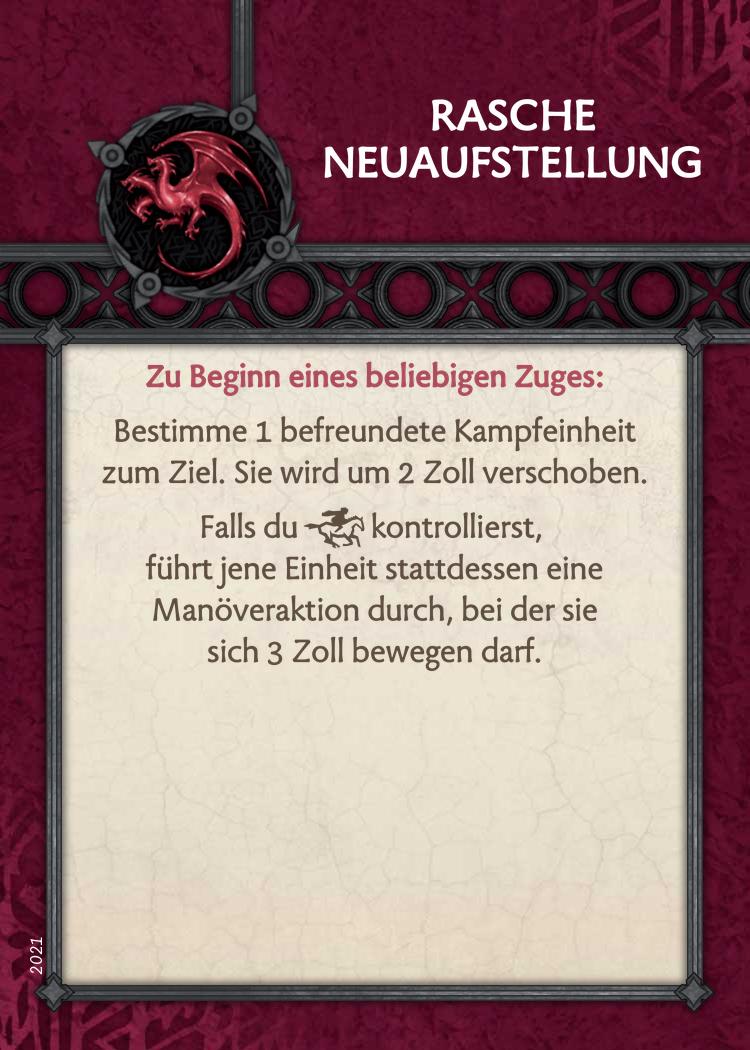 RASCHE
NEUAUFSTELLUNG
Zu Beginn eines beliebigen Zuges:
Bestimme 1 befreundete Kampfeinheit
zum Ziel. Sie wird um 2 Zoll verschoben.
Falls du kontrollierst,
führt jene Einheit stattdessen eine
Manöveraktion durch, bei der sie
sich 3 Zoll bewegen darf.
2021